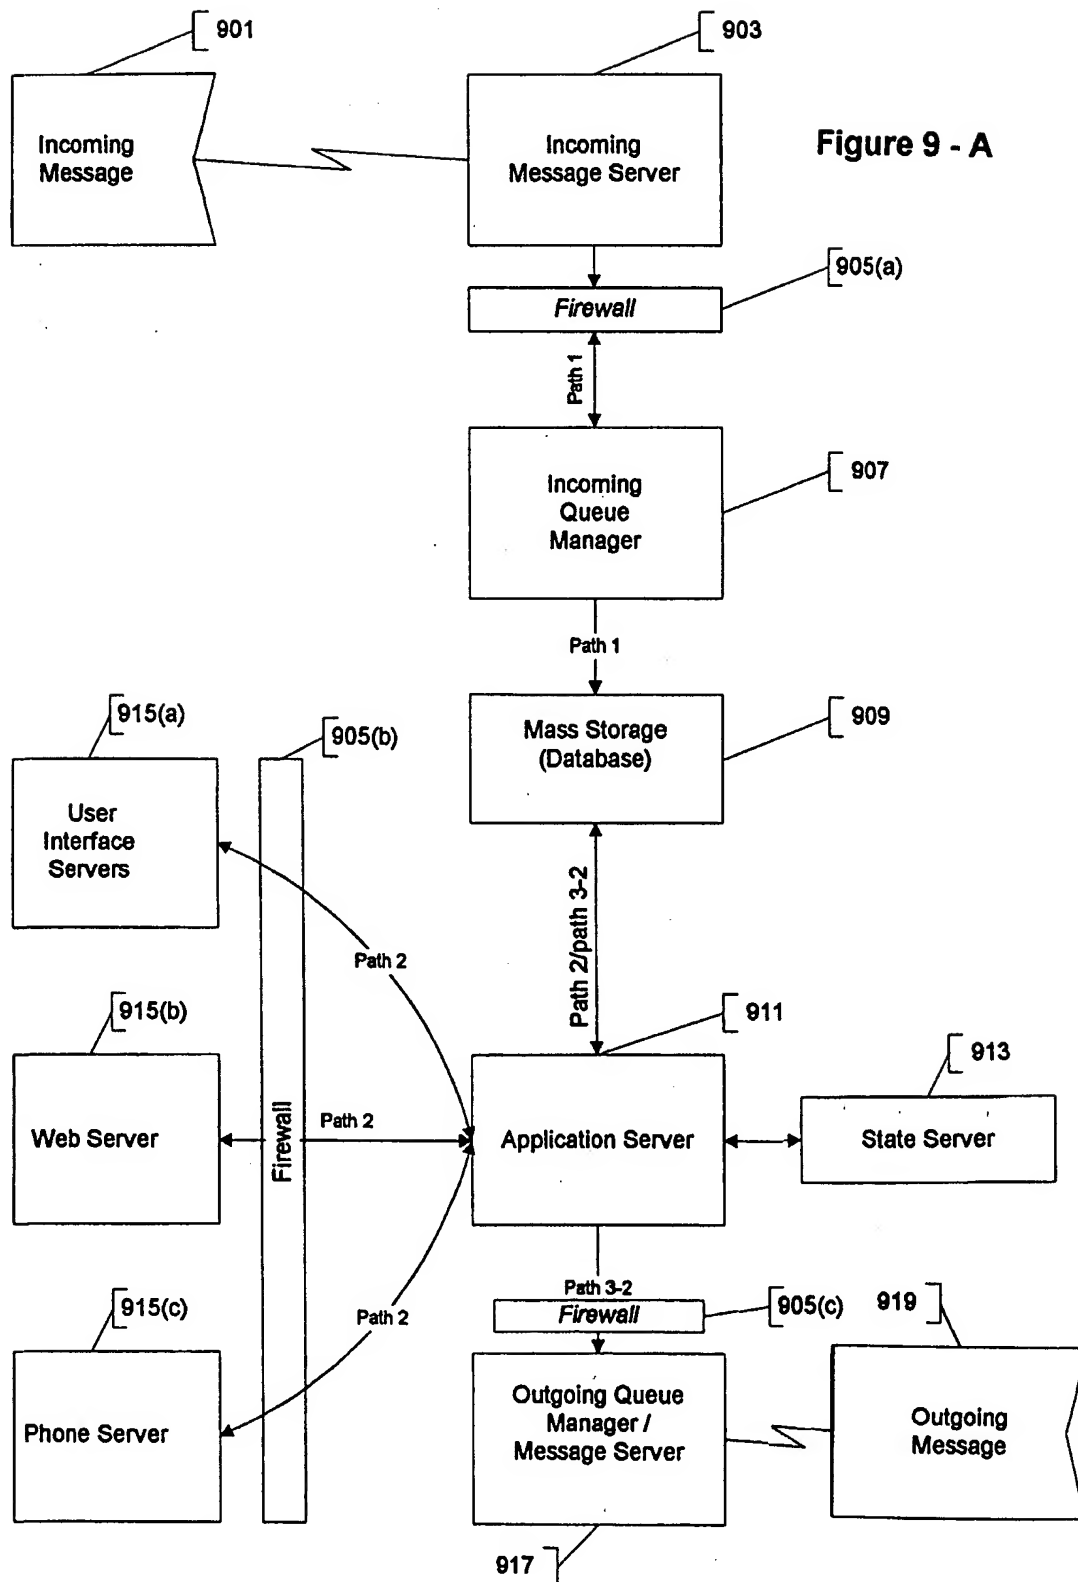 901
903
Incoming
Message
Incoming
Message Server
Figure 9 - A
905(a)
Firewall
Path 1
907
Incoming
Queue
Manager
Path 1
915(a)
905(b)
909
Mass Storage
(Database)
User
Interface
Servers
Path 2/path 3-2
Path 2
915(b)
911
913
Web Server
Firewall
Path 2
Application Server
State Server
Path 3-2
915(c)
Path 2
Firewall
905(c)
919
Phone Server
Outgoing Queue
Manager /
Message Server
Outgoing
Message
917